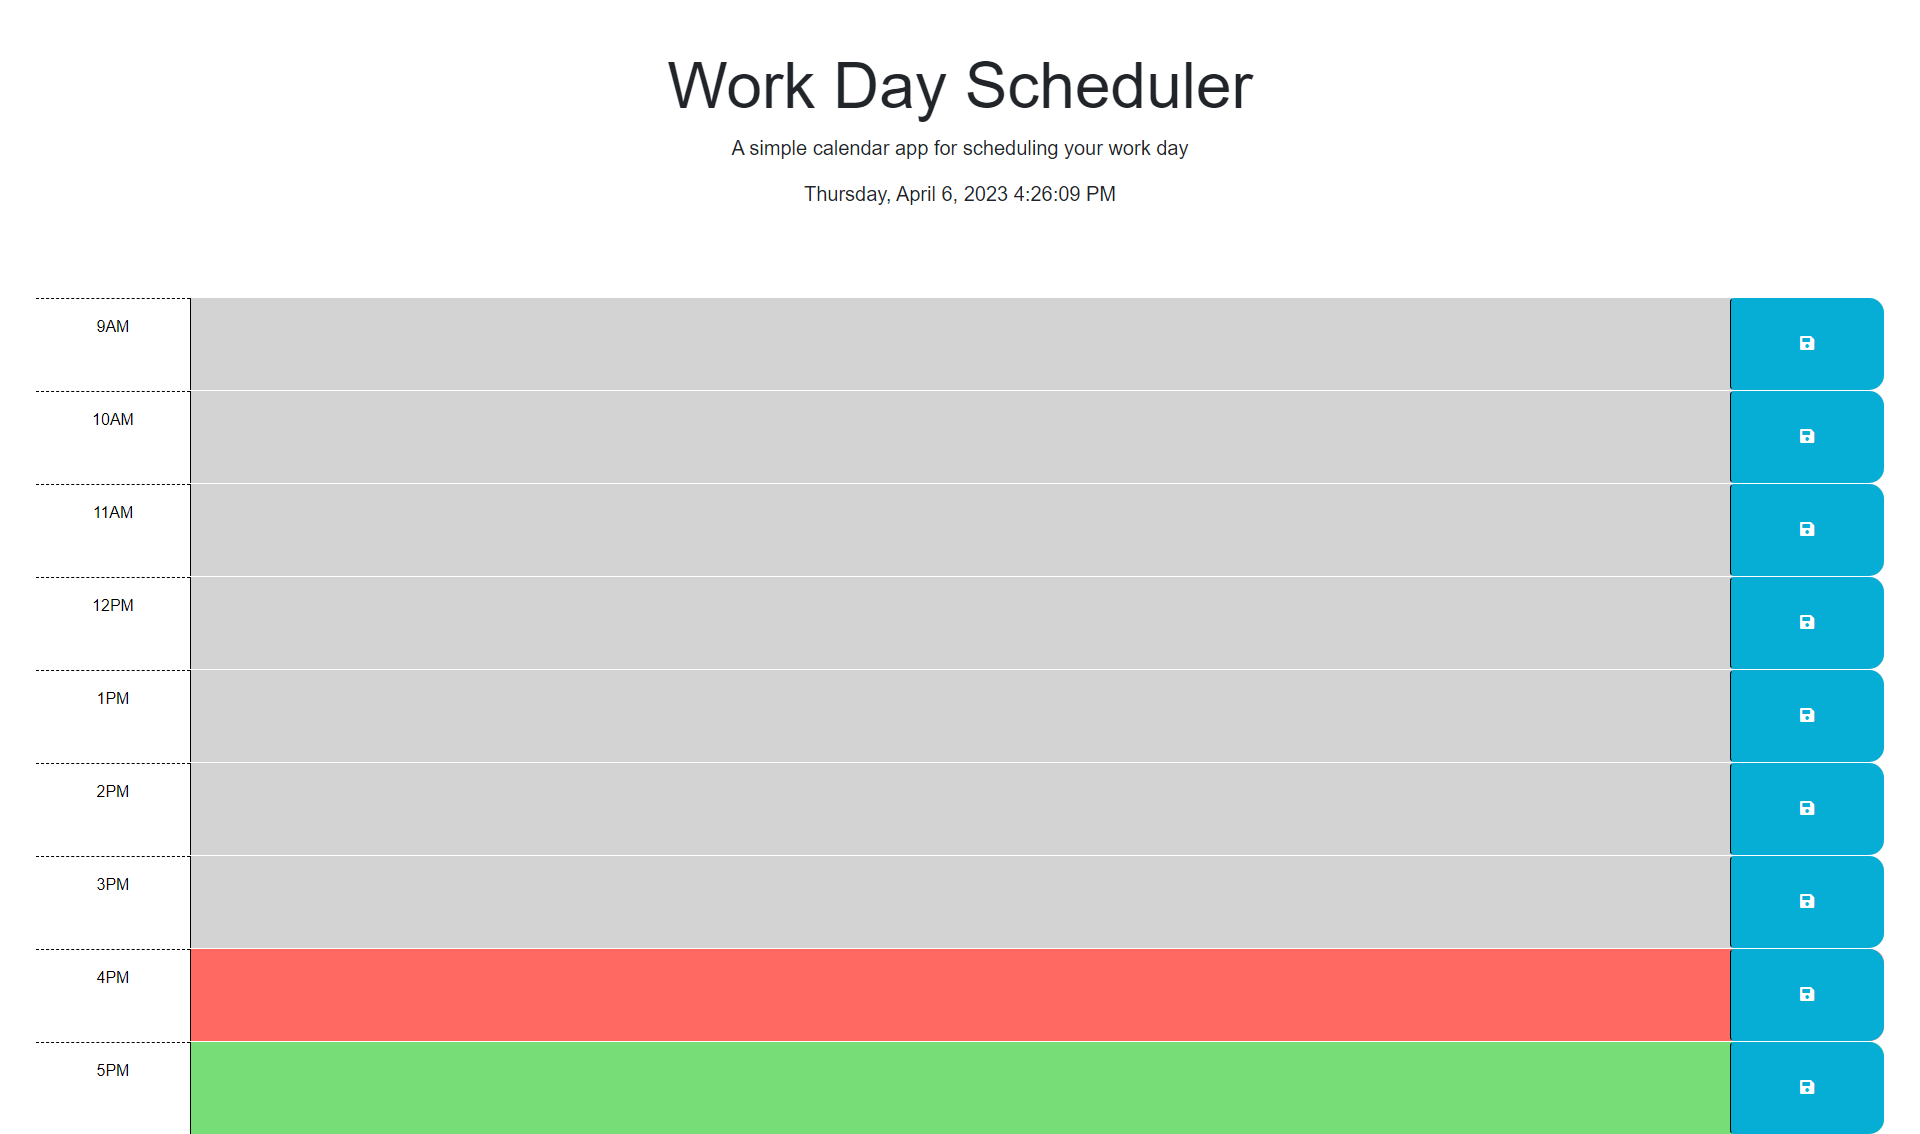 Work Day Scheduler
A simple calendar app for scheduling your work day
Thursday, April 6, 2023 4:26:09 PM
9AM
10AM
11AM
12PM
1PM
2PM
3PM
4PM
5PM